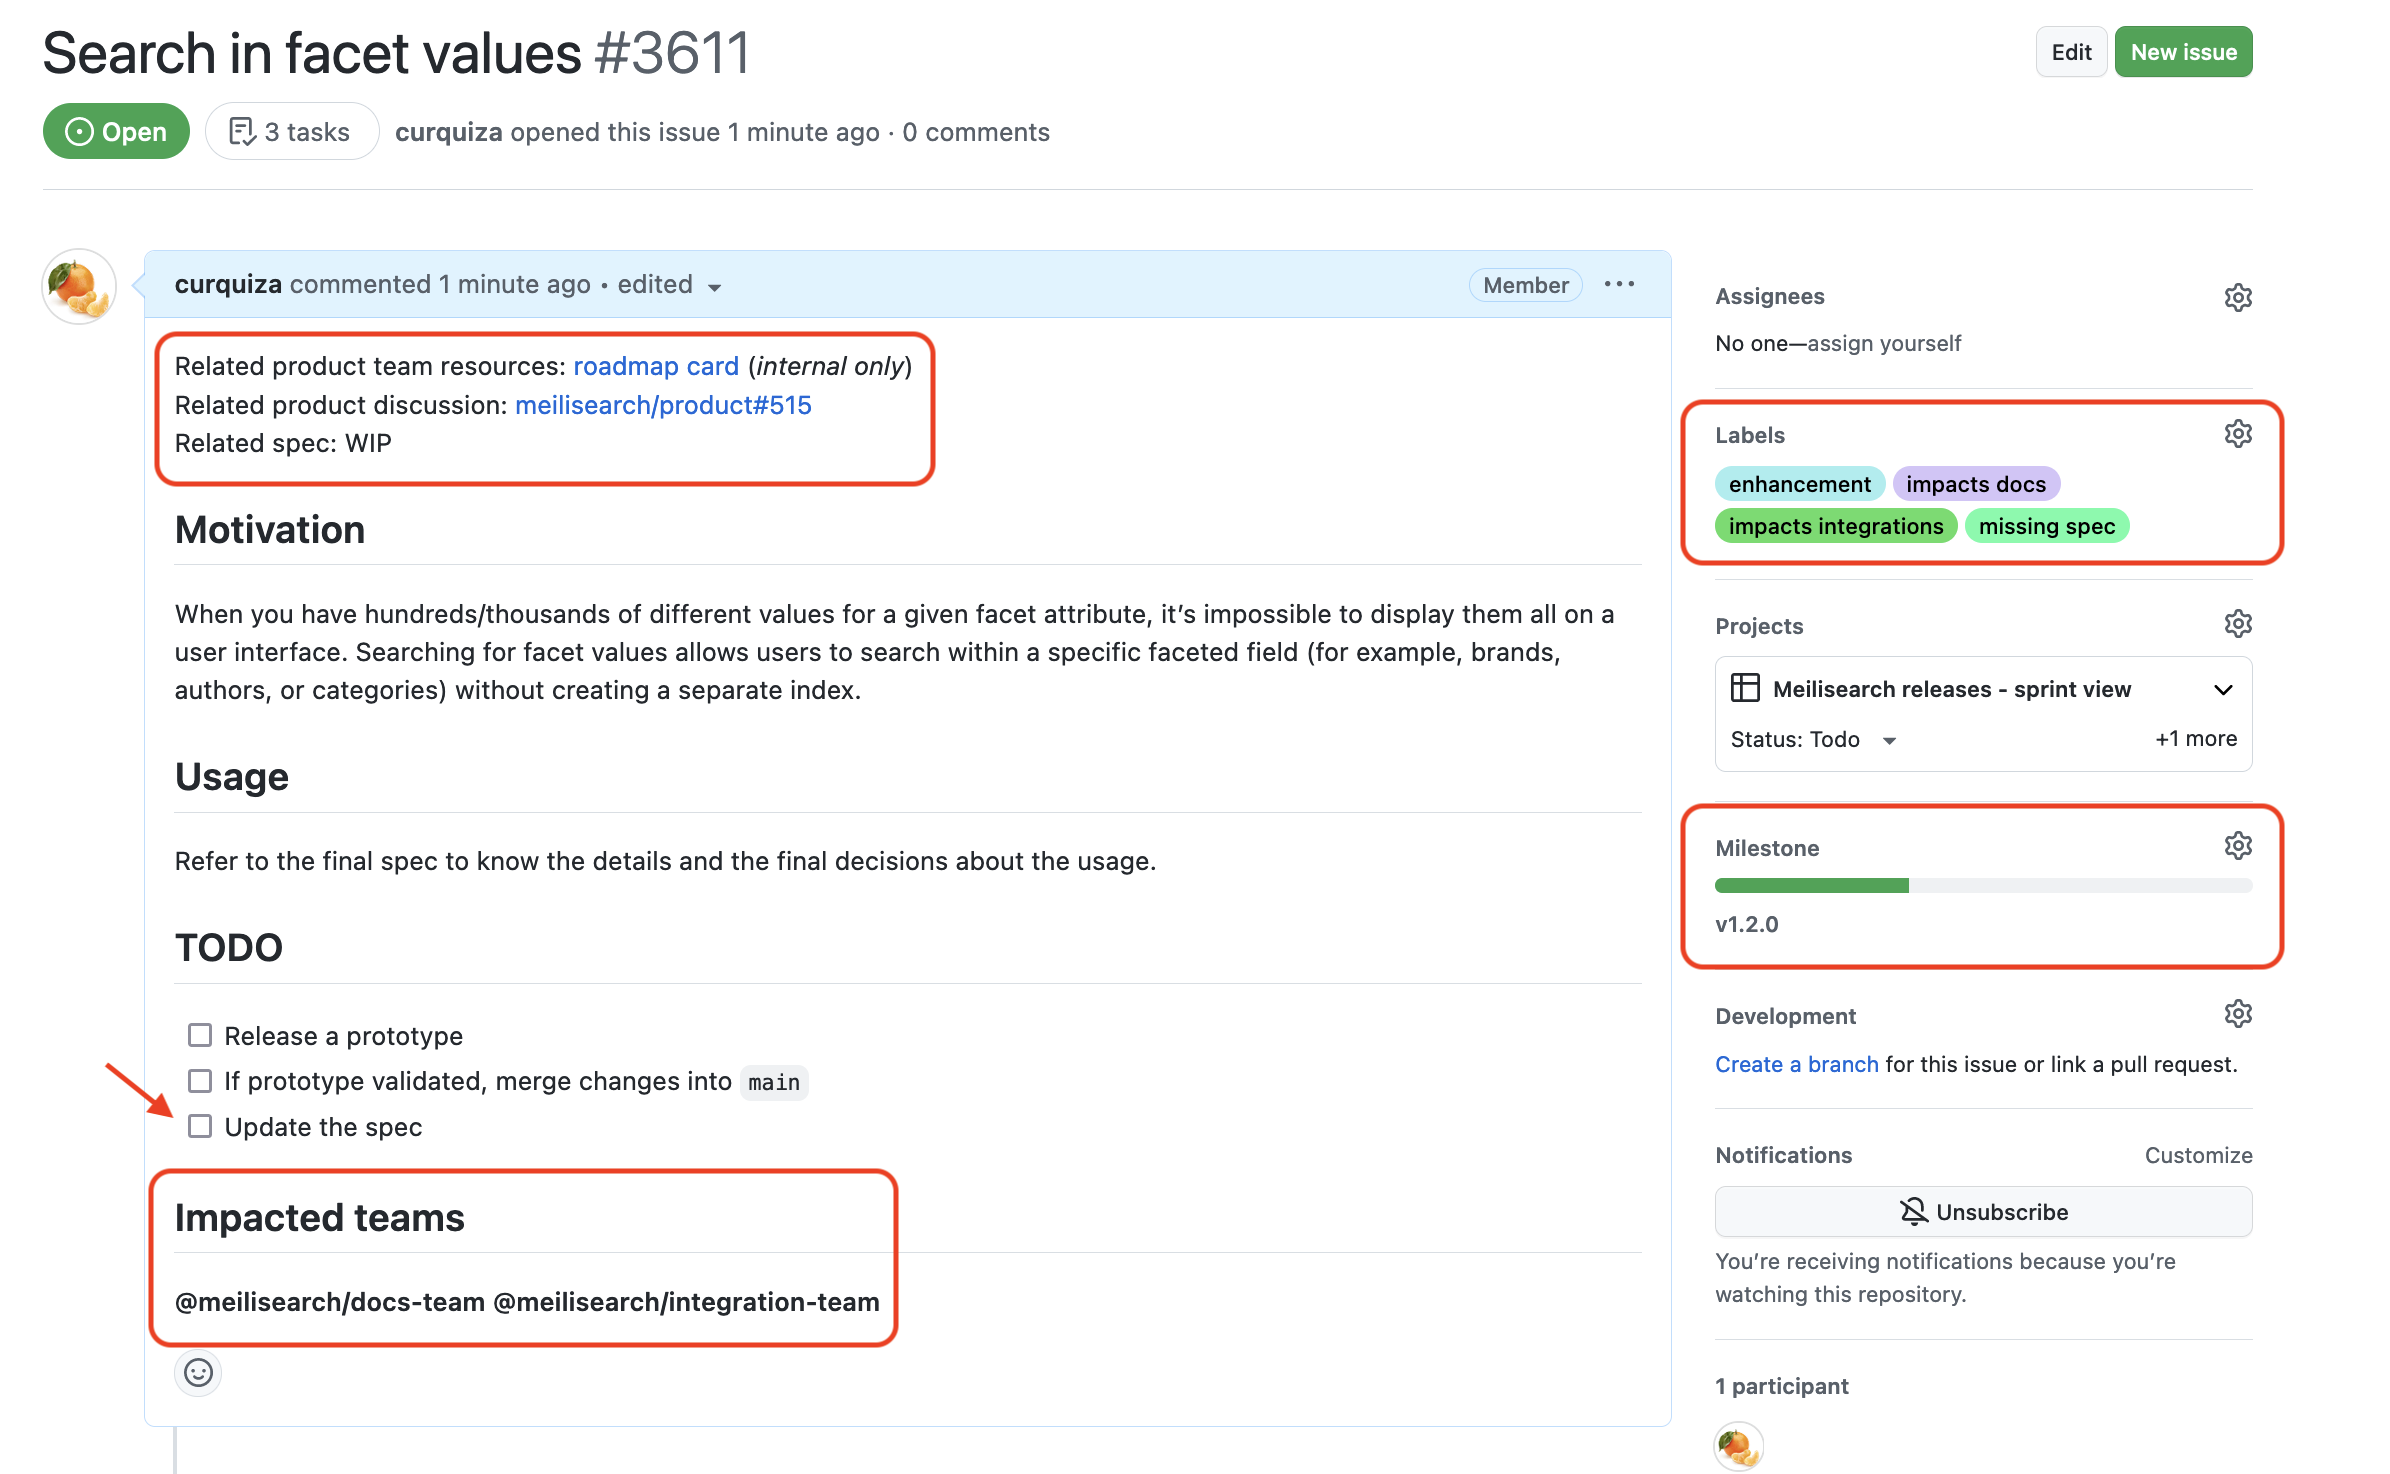 Search in facet values #3611
Edit
New issue
Open
3 tasks
curquiza opened this issue 1 minute ago · 0 comments
curquiza commented 1 minute ago • edited
Member
Related product team resources: roadmap card (internal only)
Related product discussion: meilisearch/product#515
Related spec: WIP
Motivation
When you have hundreds/thousands of different values for a given facet attribute, it’s impossible to display them all on a
user interface. Searching for facet values allows users to search within a specific faceted field (for example, brands,
authors, or categories) without creating a separate index.
Usage
Refer to the final spec to know the details and the final decisions about the usage.
TODO
Release a prototype
If prototype validated, merge changes into main
Update the spec
Impacted teams
@meilisearch/docs-team @meilisearch/integration-team
Assignees
No one—assign yourself
Labels
enhancement impacts docs
impacts integrations missing spec
Projects
Meilisearch releases - sprint view
Status: Todo +1 more
Milestone
v1.2.0
Development
Create a branch for this issue or link a pull request.
Notifications Customize
Unsubscribe
You’re receiving notifications because you’re
watching this repository.
1 participant